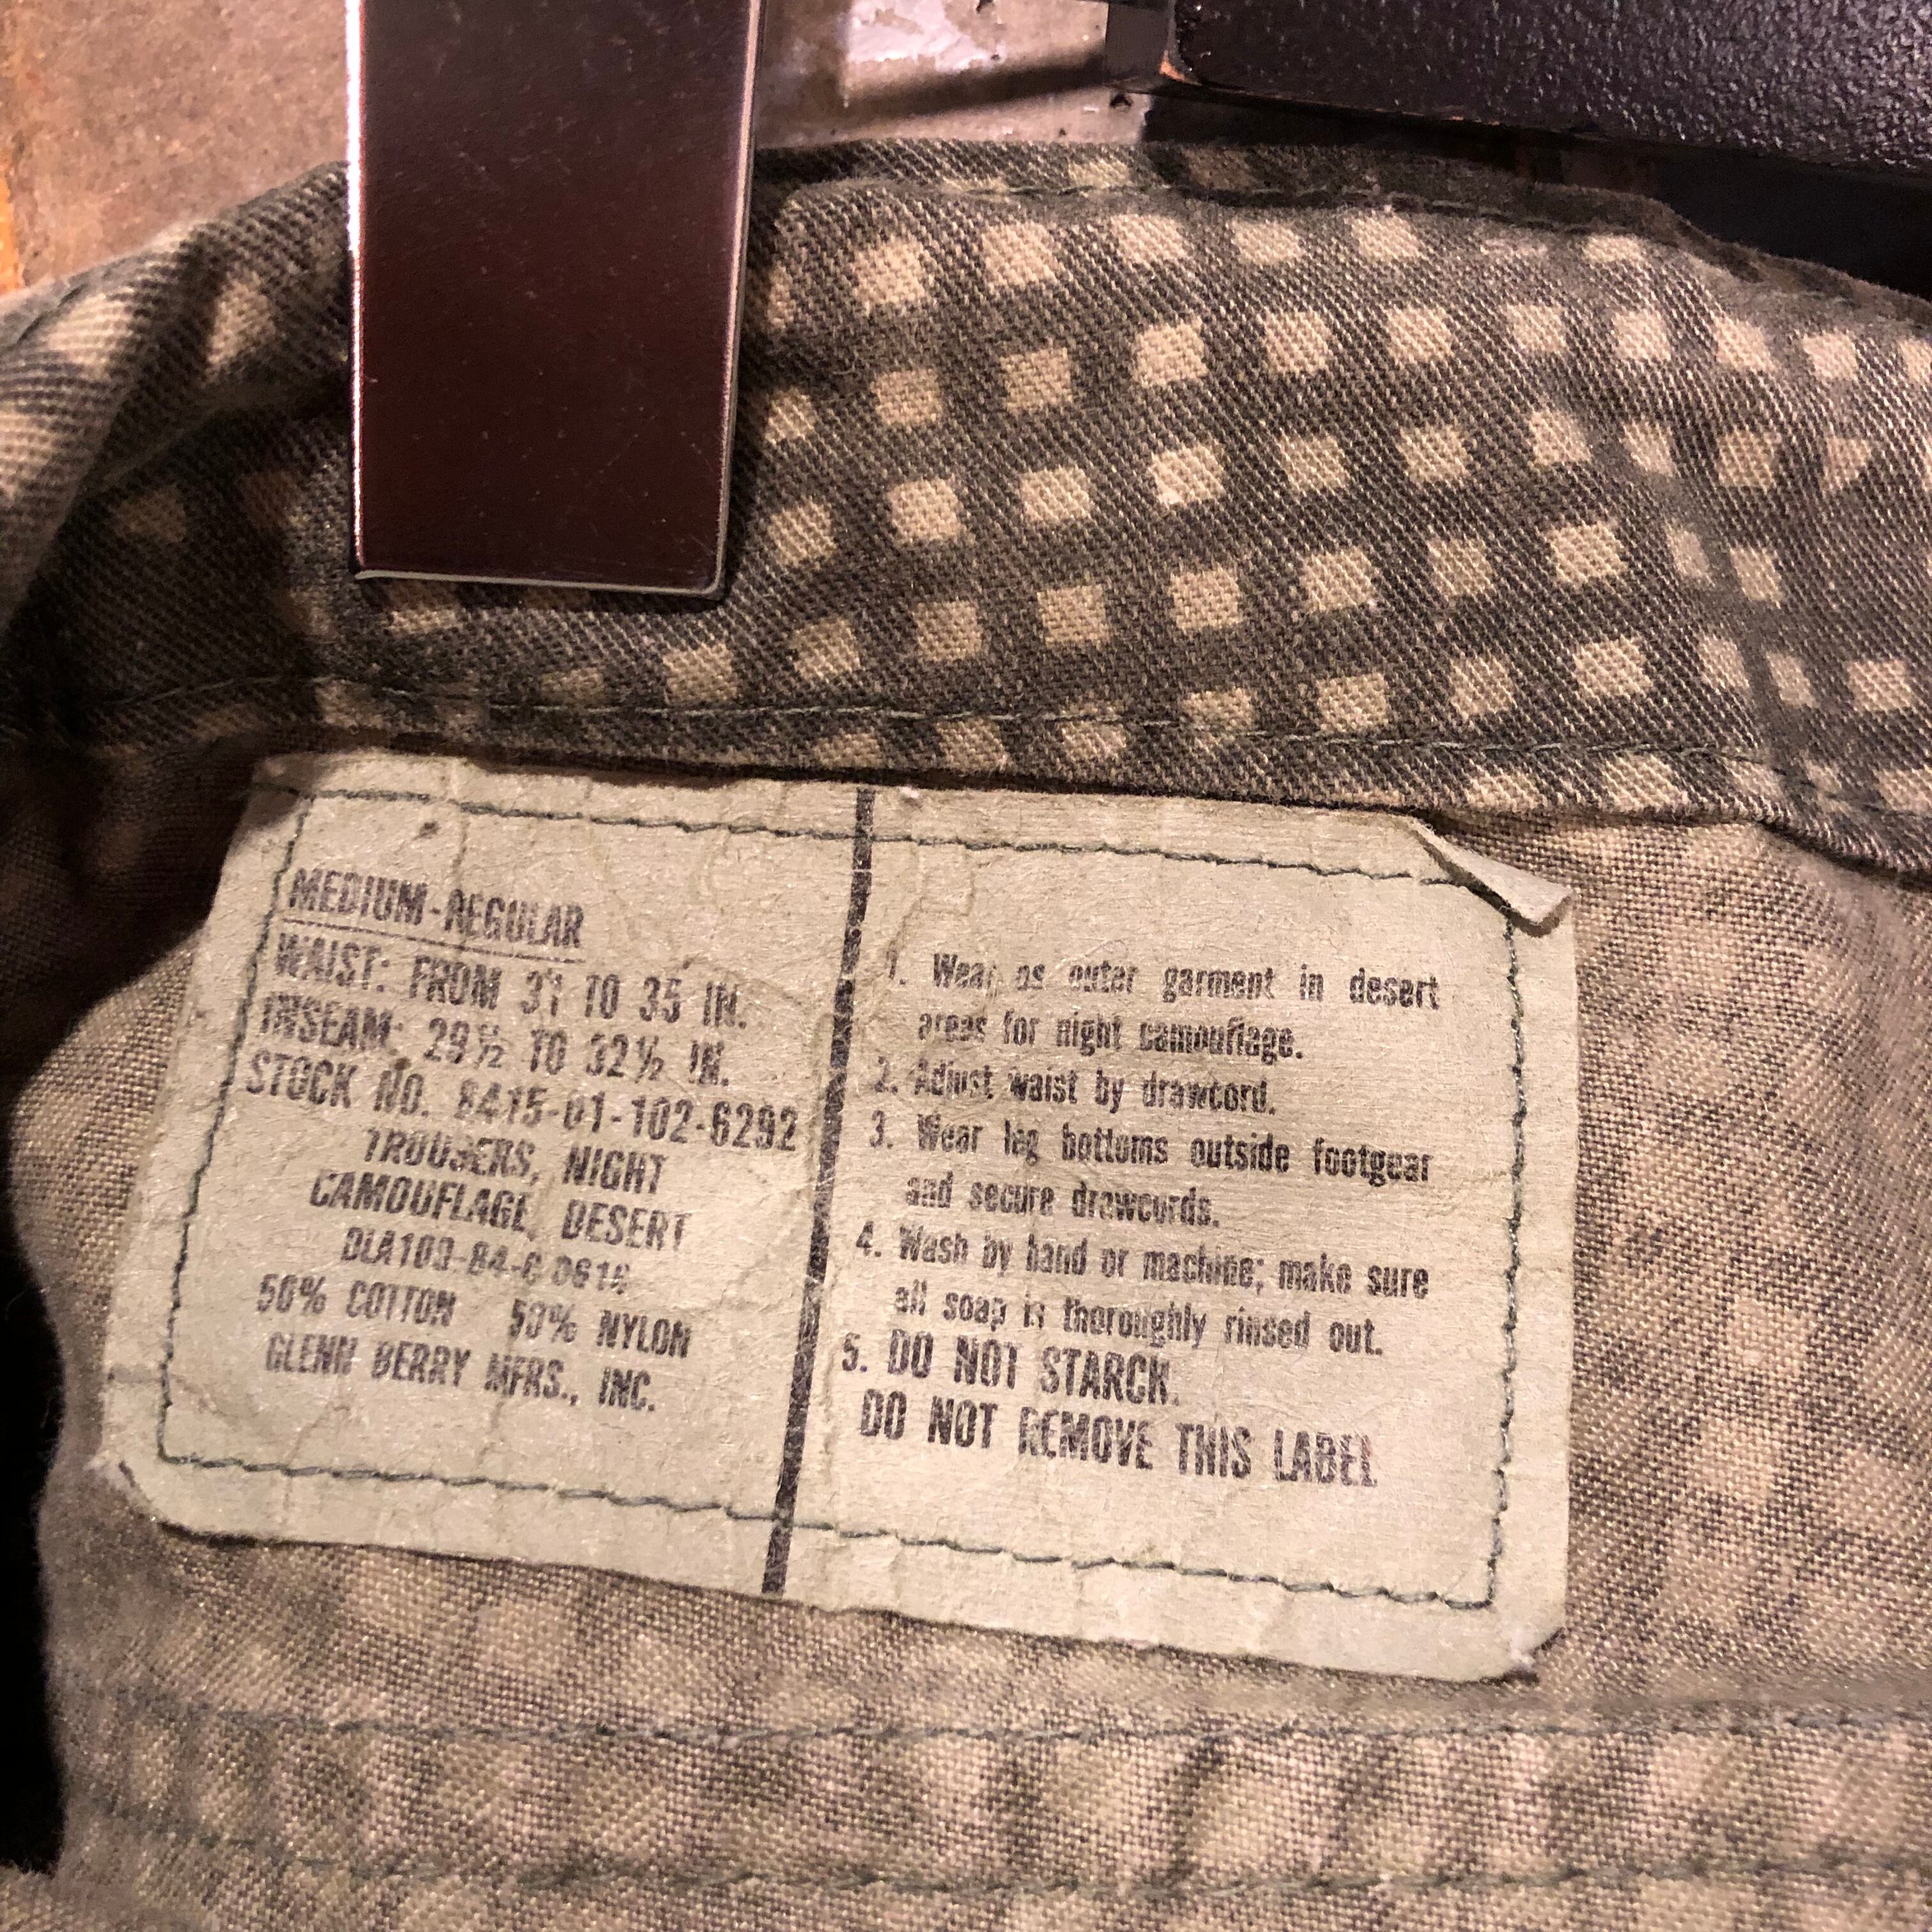 MEDIUM-REGULAR
WAIST: FROM 31 TO 35 IN.
INSEAM: 29½ TO 32½ IN.
STOCK NO. 8415-01-102-6292
TROUSERS, NIGHT
CAMOUFLAGE, DESERT
50% COTTON 50% NYLON
GLENN BERRY MFRS., INC.
1. Wear as outer garment in desert
areas for night camouflage.
2. Adjust waist by drawcord.
3. Wear leg bottoms outside footgear
and secure drawcords.
4. Wash by hand or machine; make sure
all soap is thoroughly rinsed out.
5. DO NOT STARCH.
DO NOT REMOVE THIS LABEL